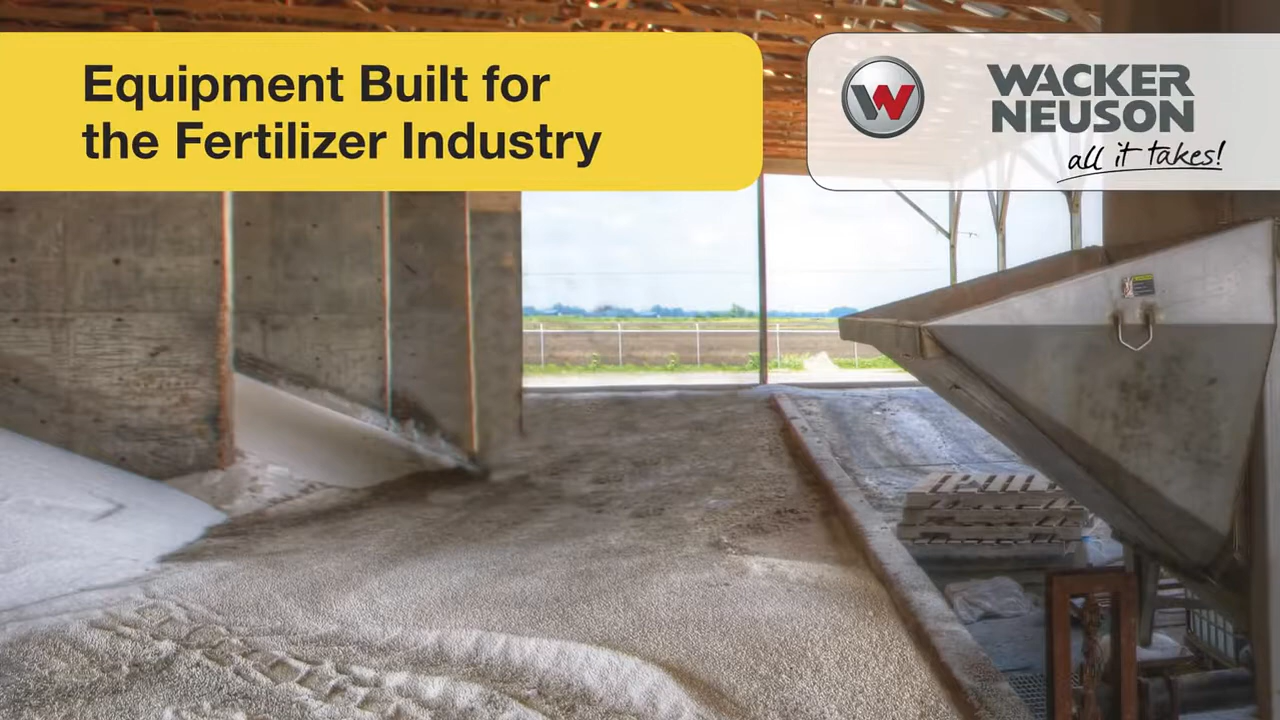 Equipment Built for
the Fertilizer Industry
WACKER
NEUSON
all it takes!